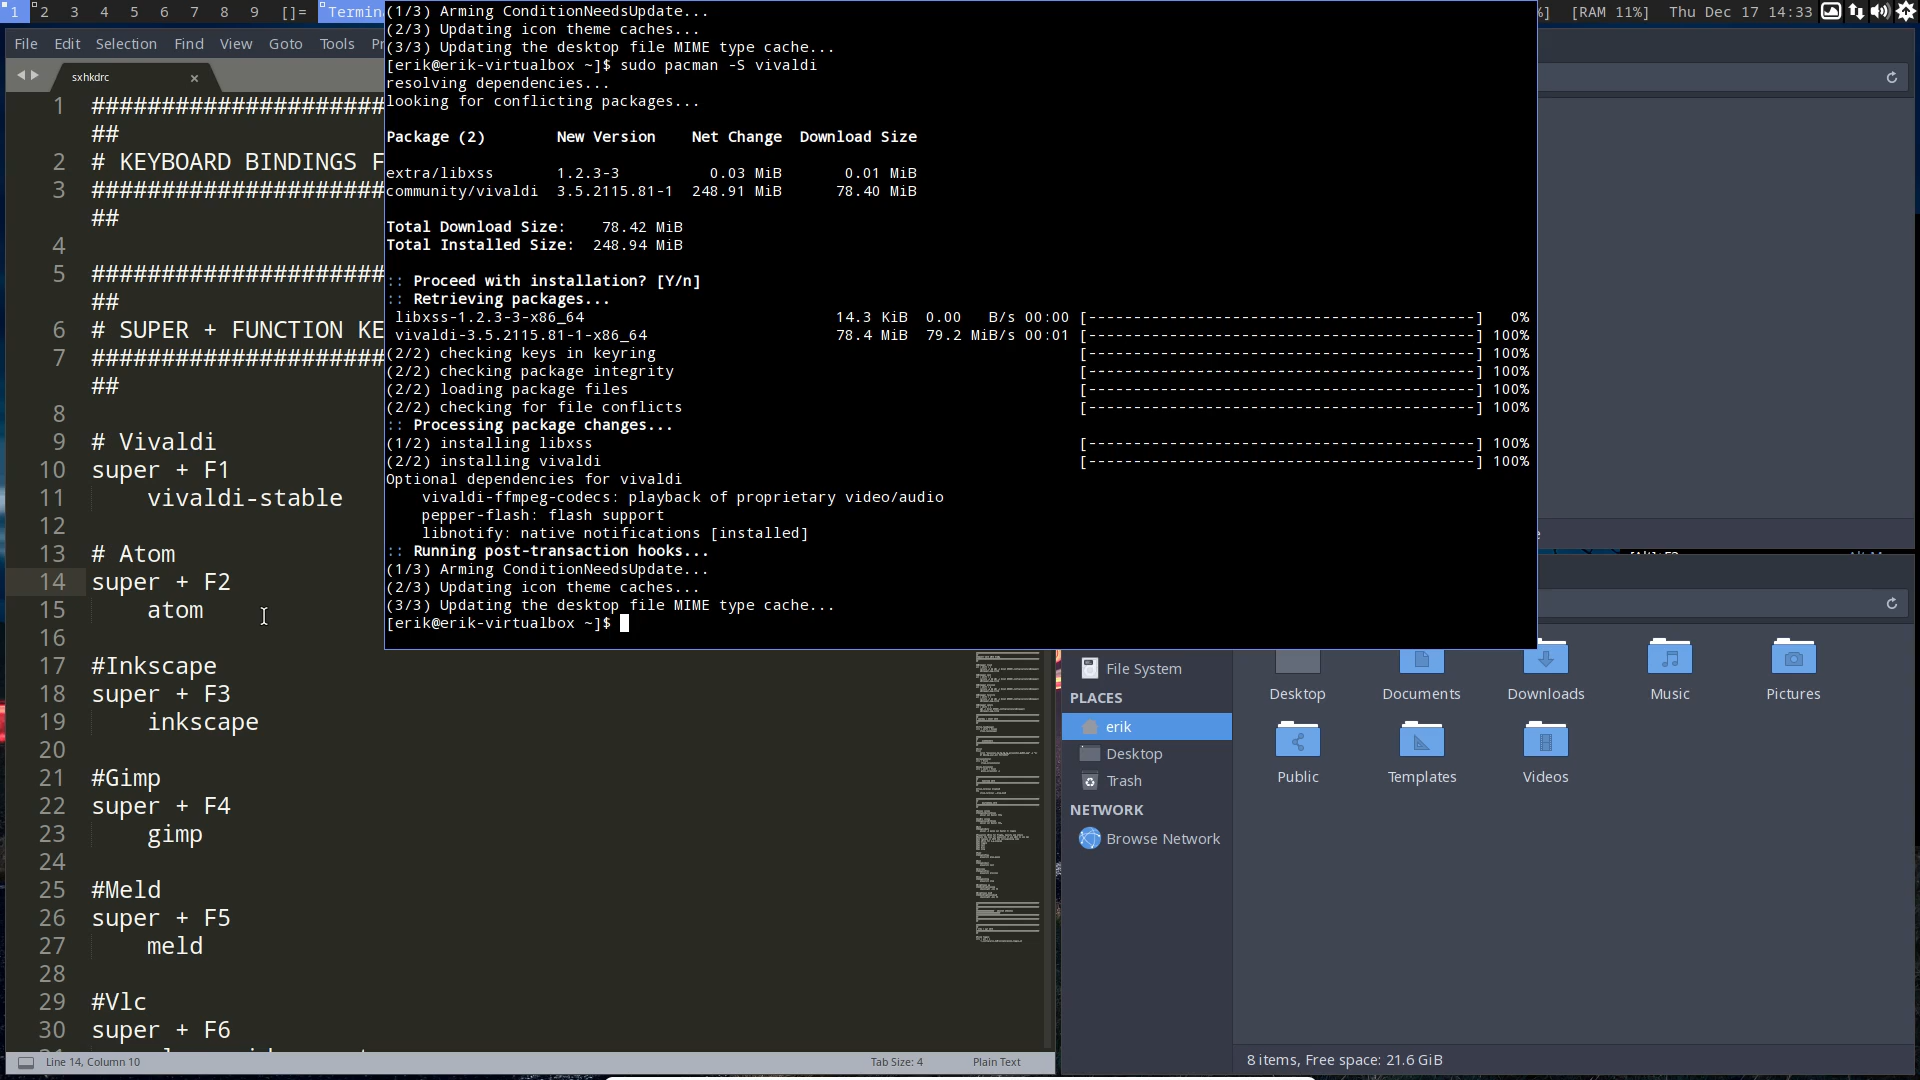 1 2 3 4 5 6 7 8 9 []= Termin
%] [RAM 11%] Thu Dec 17 14:33
File Edit Selection Find View Goto Tools
sxhkdrc ×
1 ######################
##
2 # KEYBOARD BINDINGS F
3 ######################
##
4
5 ######################
##
6 # SUPER + FUNCTION KE
7 ######################
##
8
9 # Vivaldi
10 super + F1
11 vivaldi-stable
12
13 # Atom
14 super + F2
15 atom
16
17 #Inkscape
18 super + F3
19 inkscape
20
21 #Gimp
22 super + F4
23 gimp
24
25 #Meld
26 super + F5
27 meld
28
29 #Vlc
30 super + F6
Line 14, Column 10 Tab Size: 4 Plain Text
(1/3) Arming ConditionNeedsUpdate...
(2/3) Updating icon theme caches...
(3/3) Updating the desktop file MIME type cache...
[erik@erik-virtualbox ~]$ sudo pacman -S vivaldi
resolving dependencies...
looking for conflicting packages...
Package (2) New Version Net Change Download Size
extra/libxss 1.2.3-3 0.03 MiB 0.01 MiB
community/vivaldi 3.5.2115.81-1 248.91 MiB 78.40 MiB
Total Download Size: 78.42 MiB
Total Installed Size: 248.94 MiB
:: Proceed with installation? [Y/n]
:: Retrieving packages...
libxss-1.2.3-3-x86_64 14.3 KiB 0.00 B/s 00:00 [--------------------------------------------] 0%
vivaldi-3.5.2115.81-1-x86_64 78.4 MiB 79.2 MiB/s 00:01 [--------------------------------------------] 100%
(2/2) checking keys in keyring [--------------------------------------------] 100%
(2/2) checking package integrity [--------------------------------------------] 100%
(2/2) loading package files [--------------------------------------------] 100%
(2/2) checking for file conflicts [--------------------------------------------] 100%
:: Processing package changes...
(1/2) installing libxss [--------------------------------------------] 100%
(2/2) installing vivaldi [--------------------------------------------] 100%
Optional dependencies for vivaldi
vivaldi-ffmpeg-codecs: playback of proprietary video/audio
pepper-flash: flash support
libnotify: native notifications [installed]
:: Running post-transaction hooks...
(1/3) Arming ConditionNeedsUpdate...
(2/3) Updating icon theme caches...
(3/3) Updating the desktop file MIME type cache...
[erik@erik-virtualbox ~]$
File System
PLACES
erik
Desktop
Trash
NETWORK
Browse Network
Desktop Documents Downloads Music Pictures
Public Templates Videos
8 items, Free space: 21.6 GiB